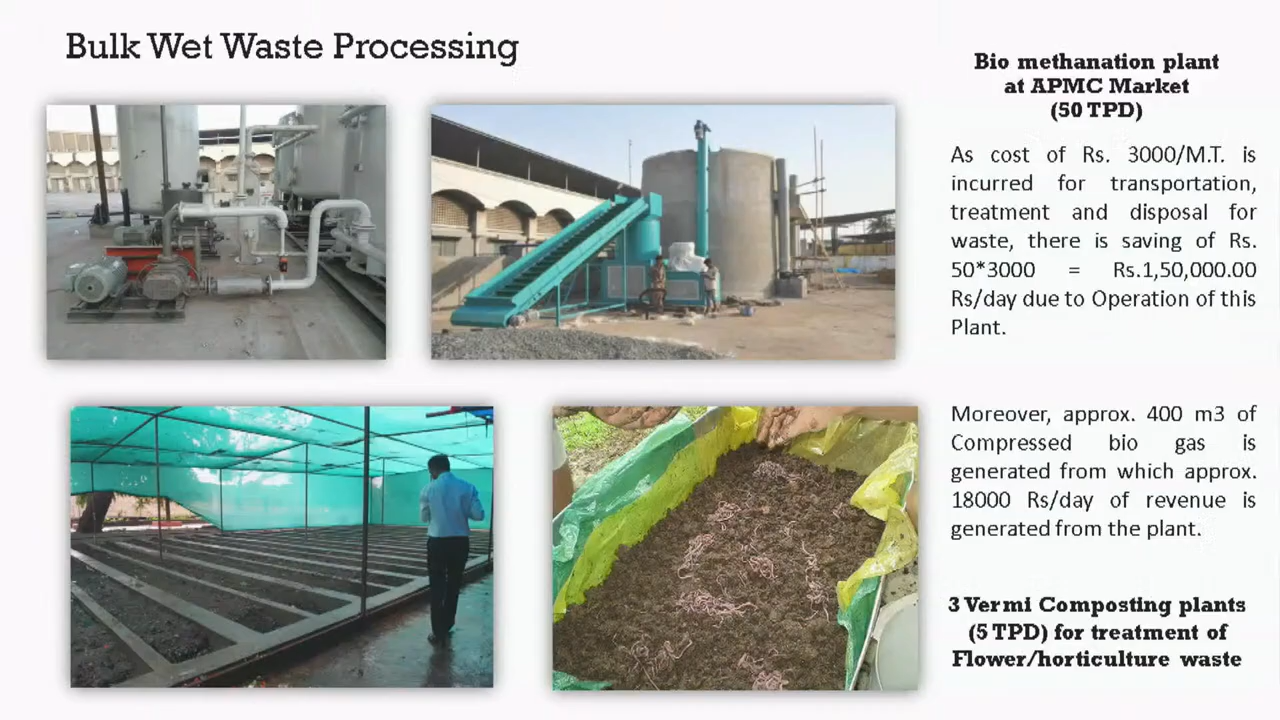 Bulk Wet Waste Processing
Bio methanation plant
at APMC Market
(50 TPD)
As cost of Rs. 3000/M.T. is
incurred for transportation,
treatment and disposal for
waste, there is saving of Rs.
50*3000 = Rs.1,50,000.00
Rs/day due to Operation of this
Plant.
Moreover, approx. 400 m3 of
Compressed bio gas is
generated from which approx.
18000 Rs/day of revenue is
generated from the plant.
3 Vermi Composting plants
(5 TPD) for treatment of
Flower/horticulture waste